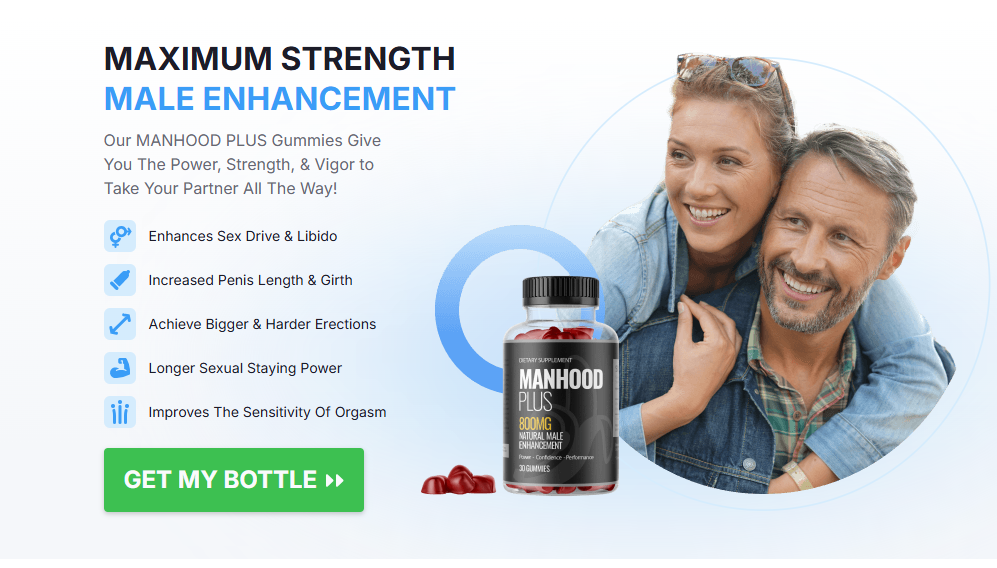 MAXIMUM STRENGTH
MALE ENHANCEMENT
Our MANHOOD PLUS Gummies Give
You The Power, Strength, & Vigor to
Take Your Partner All The Way!
Enhances Sex Drive & Libido
Increased Penis Length & Girth
Achieve Bigger & Harder Erections
Longer Sexual Staying Power
Improves The Sensitivity Of Orgasm
GET MY BOTTLE
DIETARY SUPPLEMENT
MANHOOD
PLUS
800MG
NATURAL MALE
ENHANCEMENT
Power - Confidence - Performance
30 GUMMIES